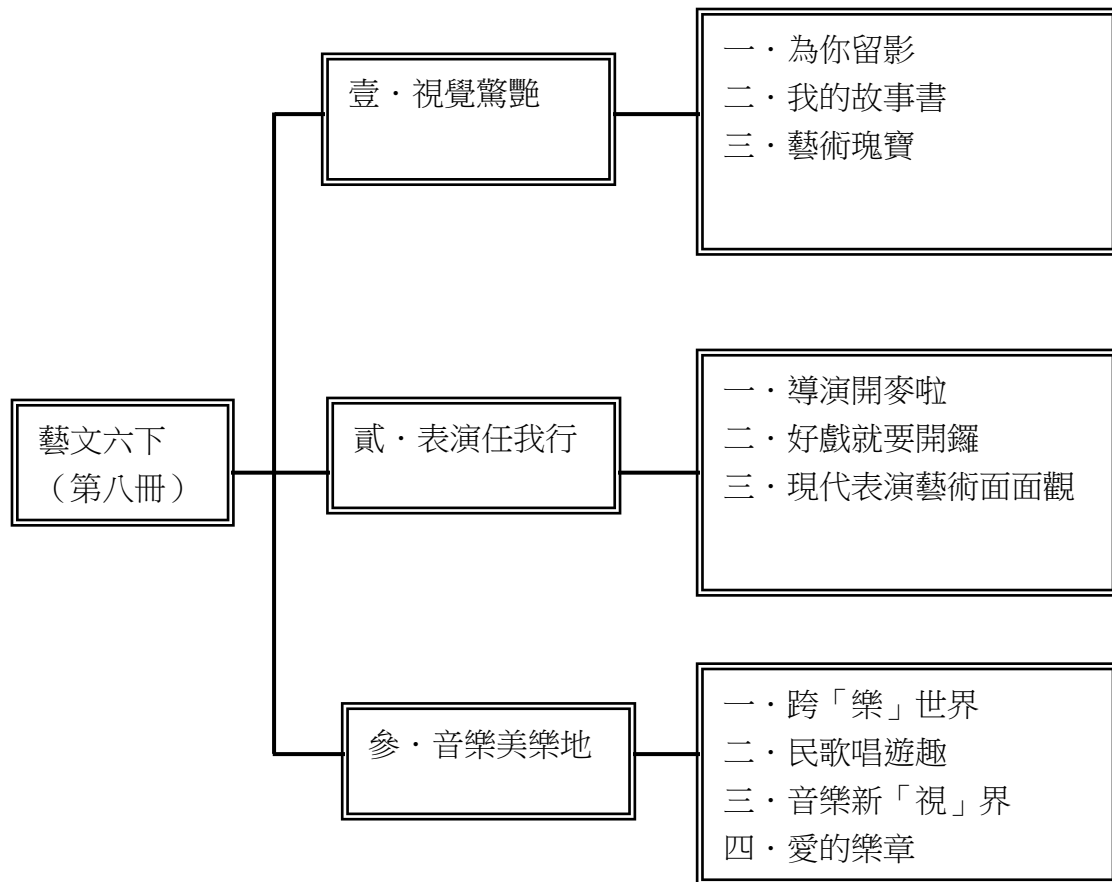 藝文六下
（第八冊）
壹．視覺驚艷
一．為你留影
二．我的故事書
三．藝術瑰寶
貳．表演任我行
一．導演開麥啦
二．好戲就要開鑼
三．現代表演藝術面面觀
參．音樂美樂地
一．跨「樂」世界
二．民歌唱遊趣
三．音樂新「視」界
四．愛的樂章